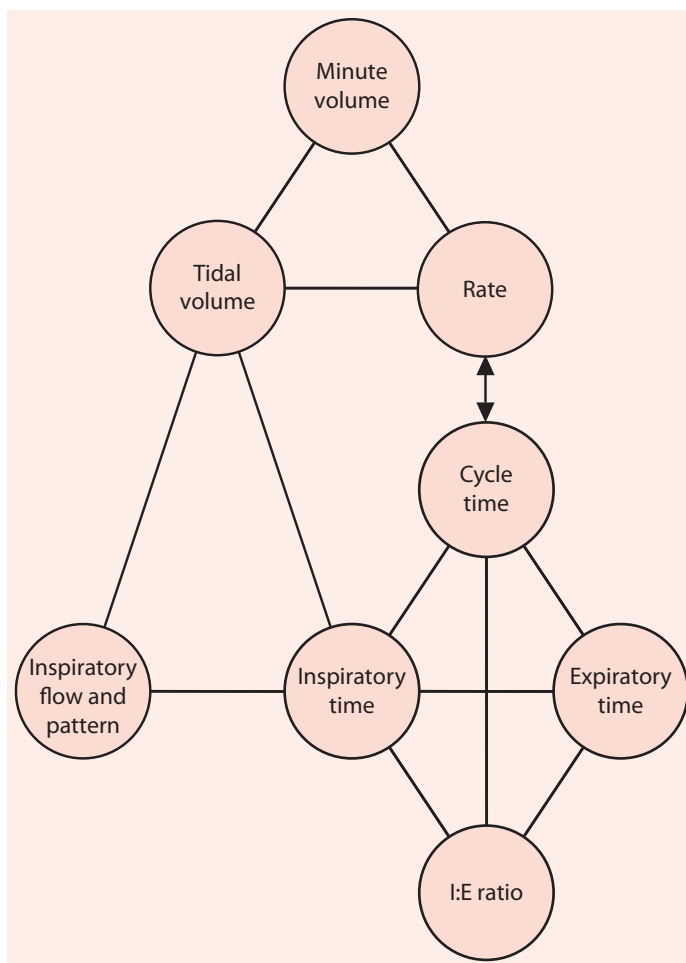 Minute
volume
Tidal
volume
Rate
Cycle
time
Inspiratory
flow and
pattern
Inspiratory
time
Expiratory
time
I:E ratio